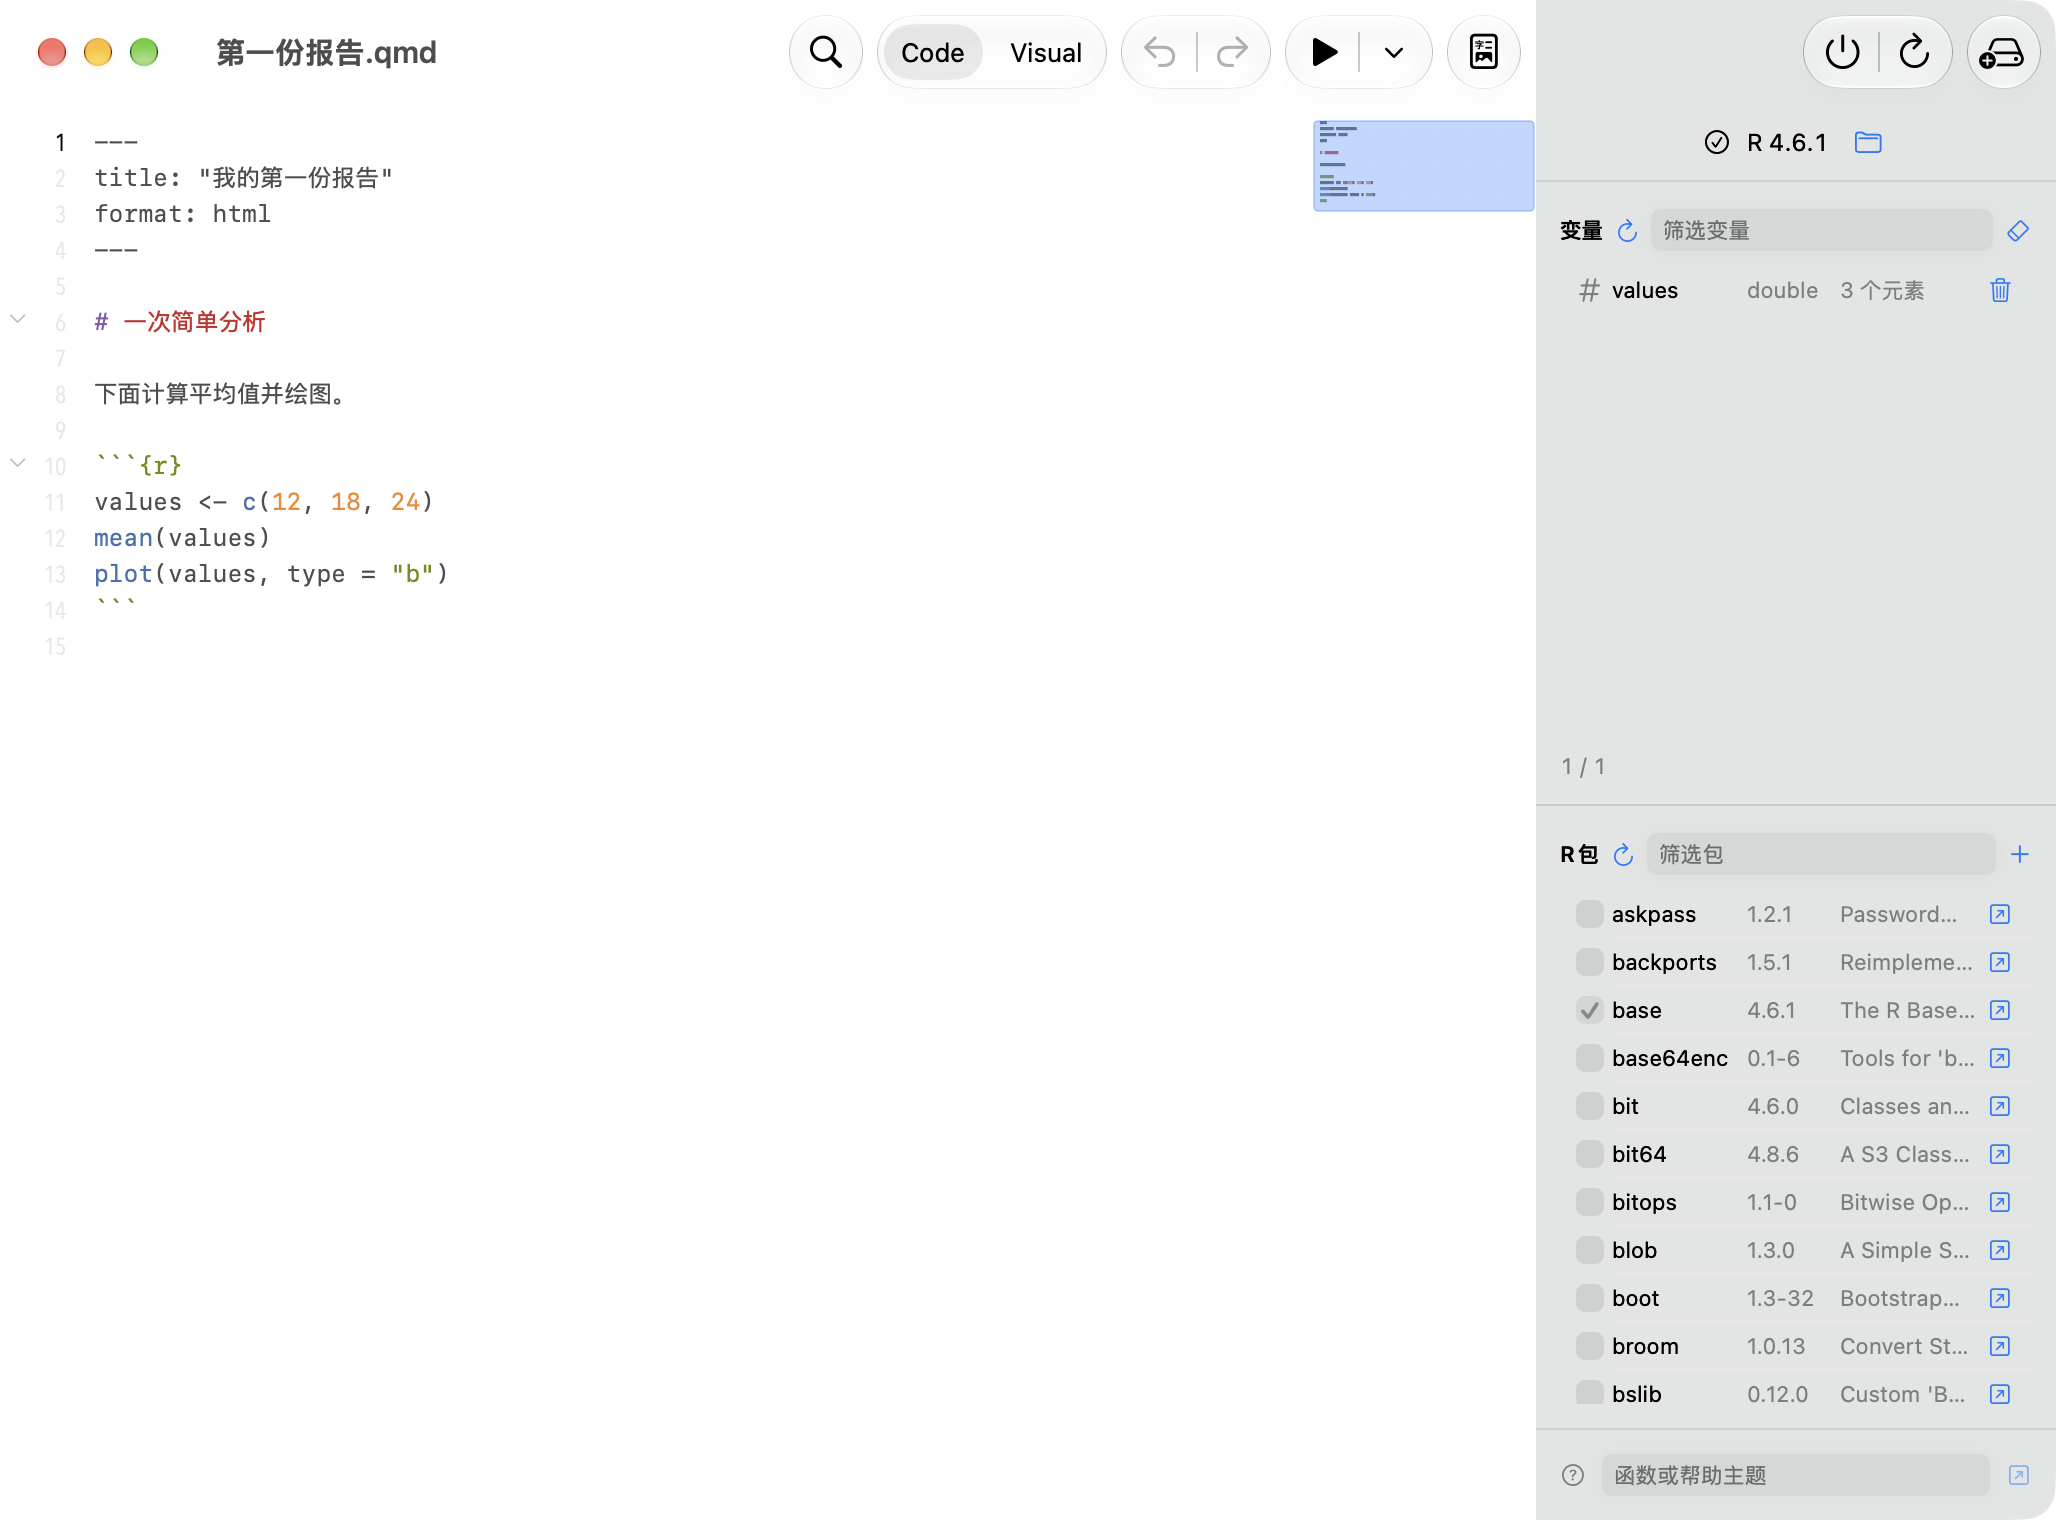 第一份报告.qmd
Code Visual
R 4.6.1
1 ---
2 title: "我的第一份报告"
3 format: html
4 ---
5
6 # 一次简单分析
7
8 下面计算平均值并绘图。
9
10 ```{r}
11 values <- c(12, 18, 24)
12 mean(values)
13 plot(values, type = "b")
14 ```
15
变量 筛选变量
# values double 3 个元素
1 / 1
R 包 筛选包
askpass 1.2.1 Password...
backports 1.5.1 Reimpleme...
base 4.6.1 The R Base...
base64enc 0.1-6 Tools for 'b...
bit 4.6.0 Classes an...
bit64 4.8.6 A S3 Class...
bitops 1.1-0 Bitwise Op...
blob 1.3.0 A Simple S...
boot 1.3-32 Bootstrap...
broom 1.0.13 Convert St...
bslib 0.12.0 Custom 'B...
? 函数或帮助主题